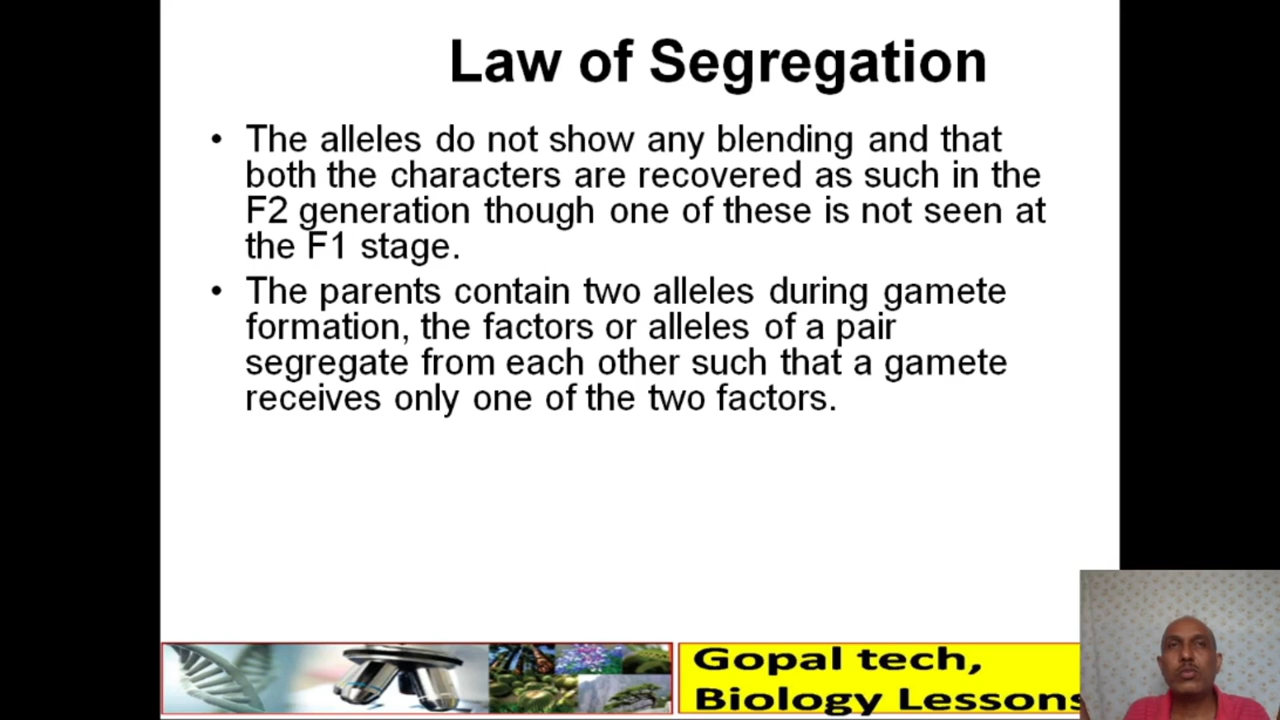 Law of Segregation
• The alleles do not show any blending and that
both the characters are recovered as such in the
F2 generation though one of these is not seen at
the F1 stage.
• The parents contain two alleles during gamete
formation, the factors or alleles of a pair
segregate from each other such that a gamete
receives only one of the two factors.
Gopal tech,
Biology Lessons